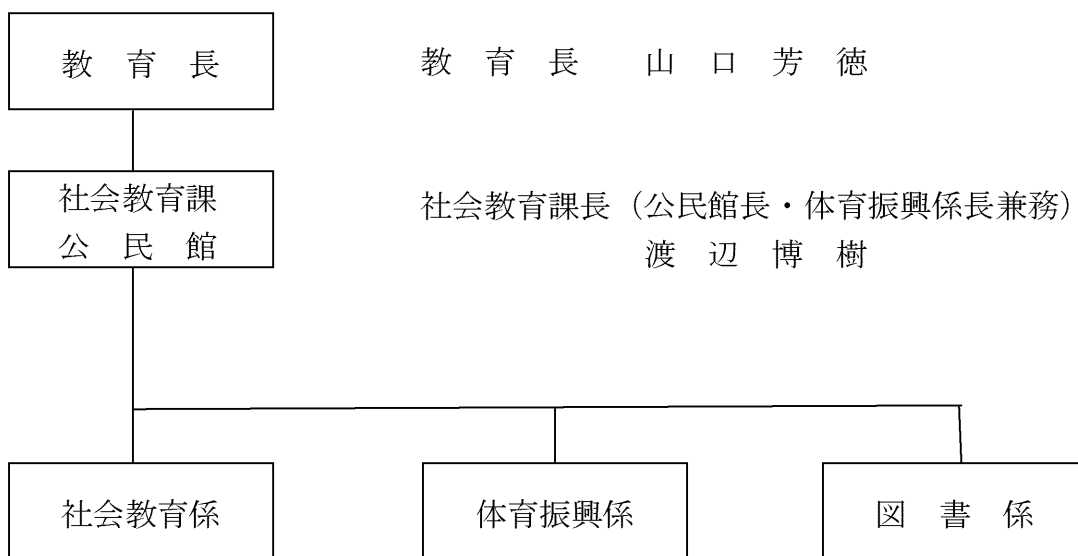 教　育　長
教　育　長　山　口　芳　徳
社会教育課
公　民　館
社会教育課長（公民館長・体育振興係長兼務）
渡　辺　博　樹
社会教育係
体育振興係
図　書　係